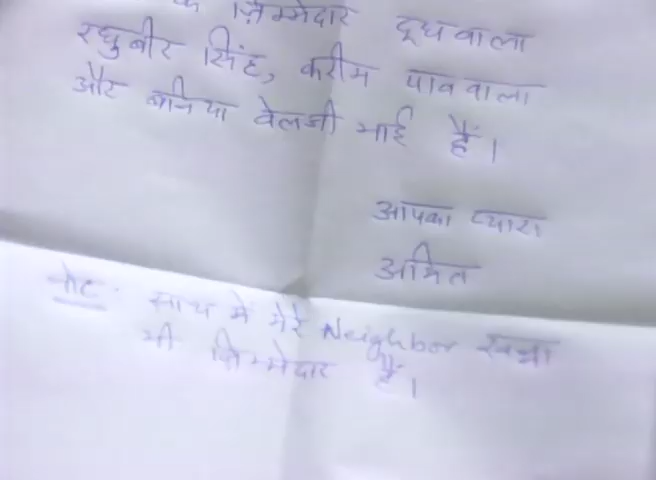 के ज़िम्मेदार दूधवाला
रघुबीर सिंह, करीम पाववाला
और बनिया वेलजी भाई हैं।
आपका प्यारा
अमित
नोट: साथ में मेरे Neighbor खन्ना
भी ज़िम्मेदार हैं।